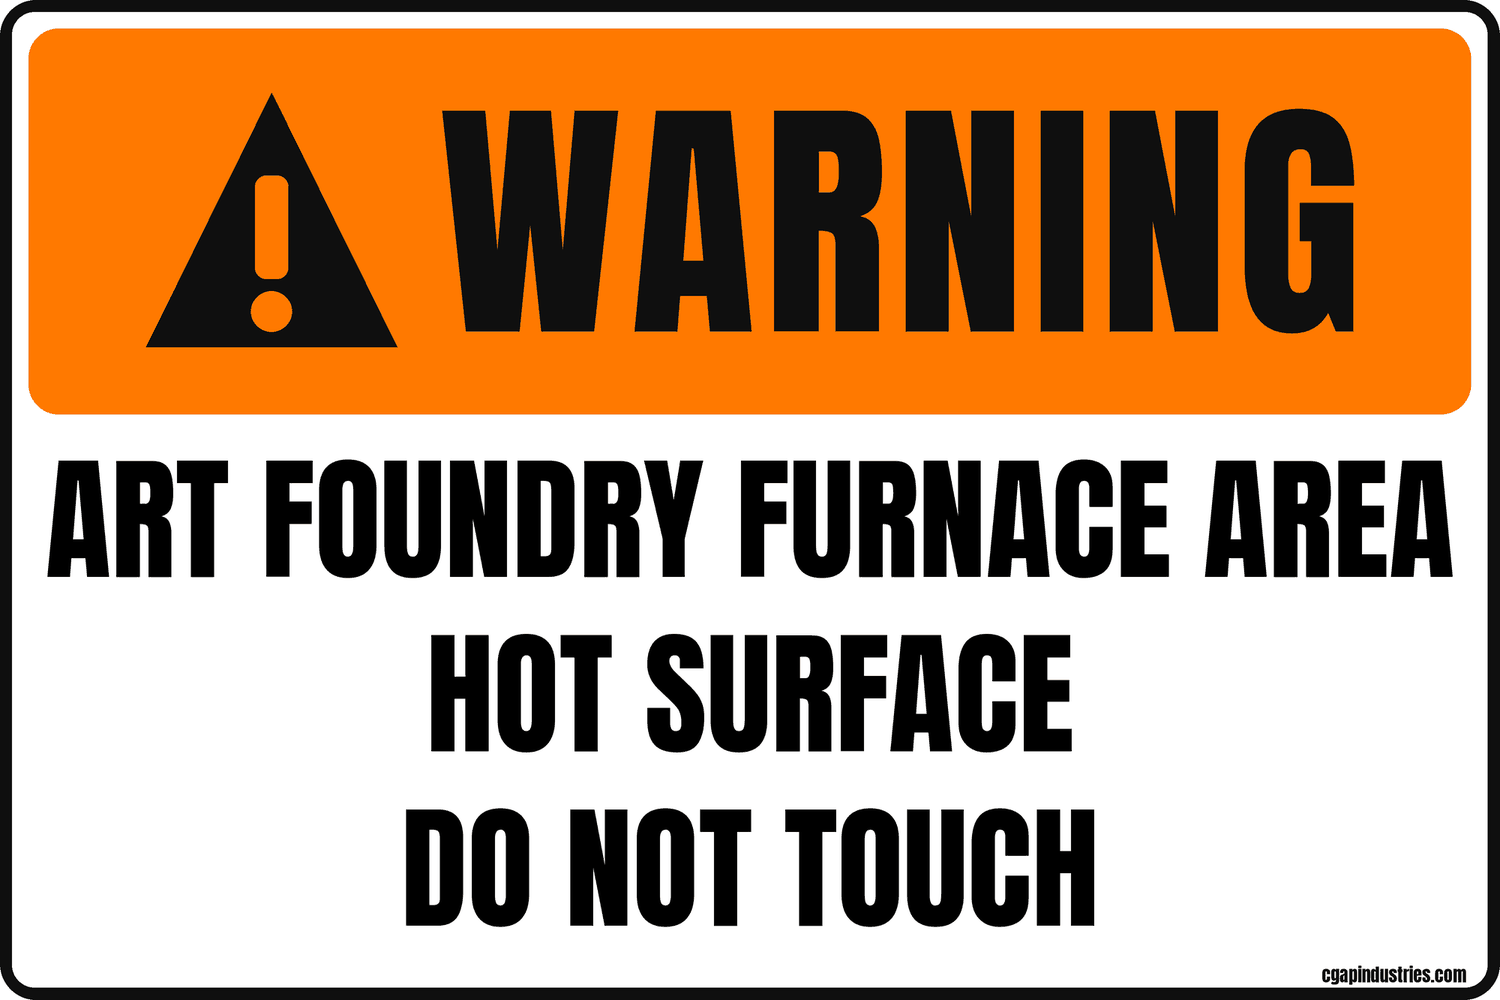 WARNING
ART FOUNDRY FURNACE AREA
HOT SURFACE
DO NOT TOUCH
cgapindustries.com